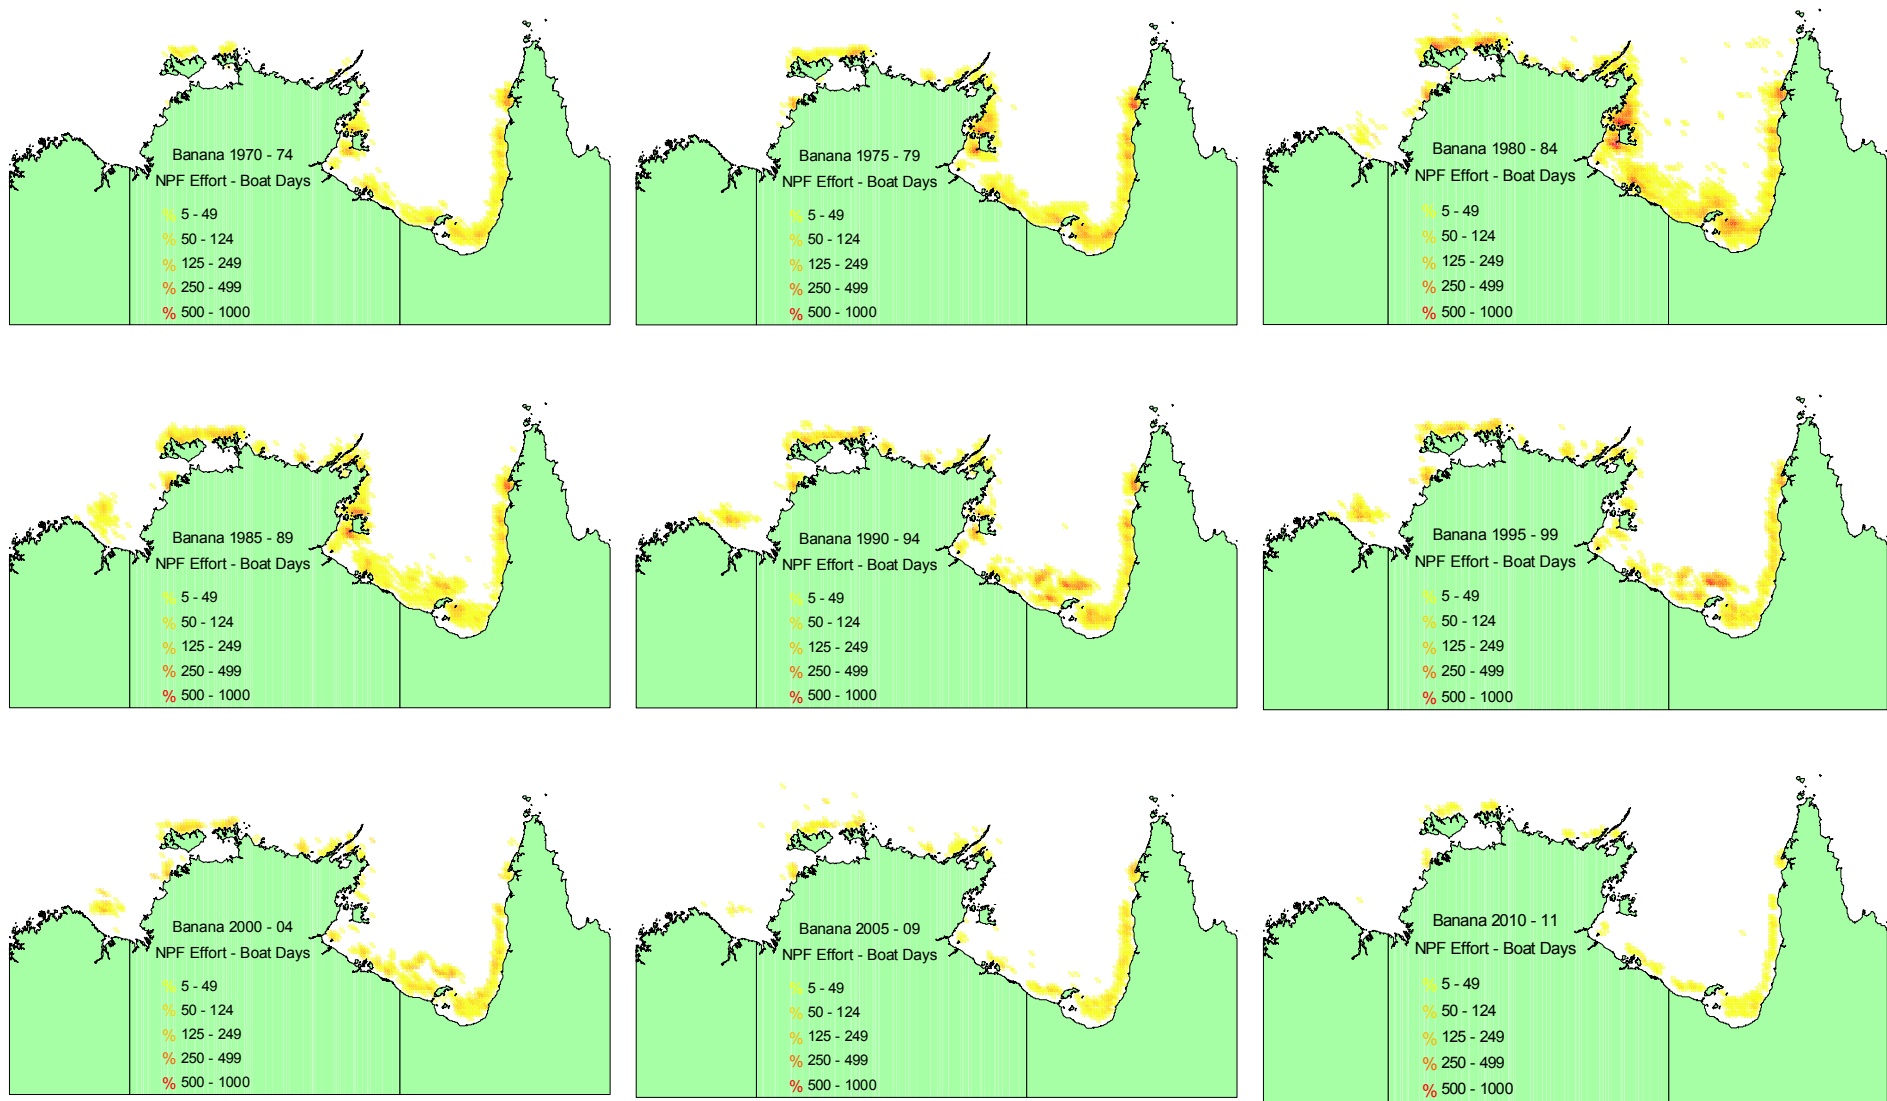 Banana 1970 - 74
NPF Effort - Boat Days
% 5 - 49
% 50 - 124
% 125 - 249
% 250 - 499
% 500 - 1000
Banana 1975 - 79
NPF Effort - Boat Days
% 5 - 49
% 50 - 124
% 125 - 249
% 250 - 499
% 500 - 1000
Banana 1980 - 84
NPF Effort - Boat Days
% 5 - 49
% 50 - 124
% 125 - 249
% 250 - 499
% 500 - 1000
Banana 1985 - 89
NPF Effort - Boat Days
% 5 - 49
% 50 - 124
% 125 - 249
% 250 - 499
% 500 - 1000
Banana 1990 - 94
NPF Effort - Boat Days
% 5 - 49
% 50 - 124
% 125 - 249
% 250 - 499
% 500 - 1000
Banana 1995 - 99
NPF Effort - Boat Days
% 5 - 49
% 50 - 124
% 125 - 249
% 250 - 499
% 500 - 1000
Banana 2000 - 04
NPF Effort - Boat Days
% 5 - 49
% 50 - 124
% 125 - 249
% 250 - 499
% 500 - 1000
Banana 2005 - 09
NPF Effort - Boat Days
% 5 - 49
% 50 - 124
% 125 - 249
% 250 - 499
% 500 - 1000
Banana 2010 - 11
NPF Effort - Boat Days
% 5 - 49
% 50 - 124
% 125 - 249
% 250 - 499
% 500 - 1000